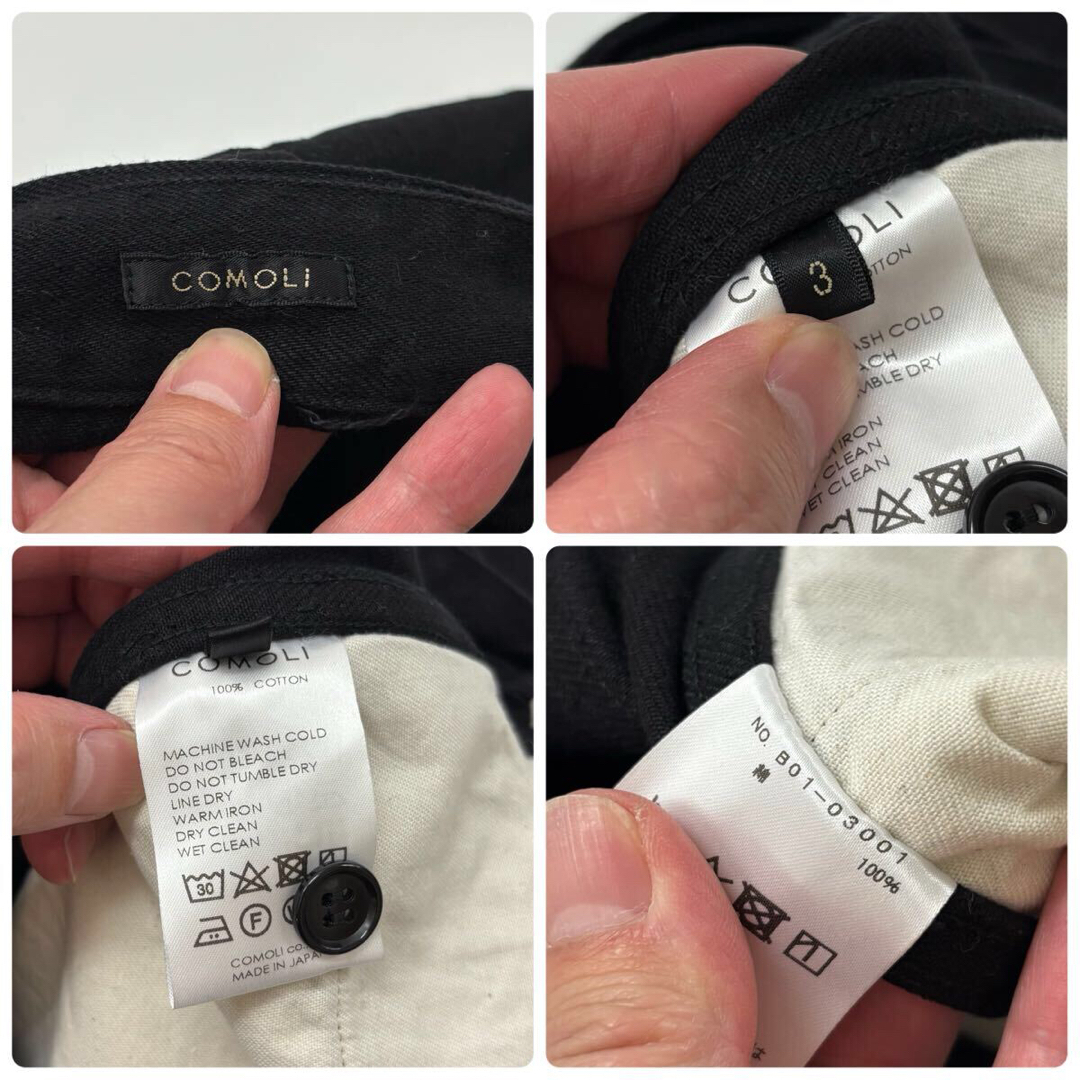 COMOLI
COMOLI
3
COTTON
WASH COLD
BLEACH
TUMBLE DRY
IRON
CLEAN
WET CLEAN
COMOLI
100% COTTON
MACHINE WASH COLD
DO NOT BLEACH
DO NOT TUMBLE DRY
LINE DRY
WARM IRON
DRY CLEAN
WET CLEAN
30
F
COMOLI CO.
MADE IN JAPAN
NO. B01-03001
綿 100%
は